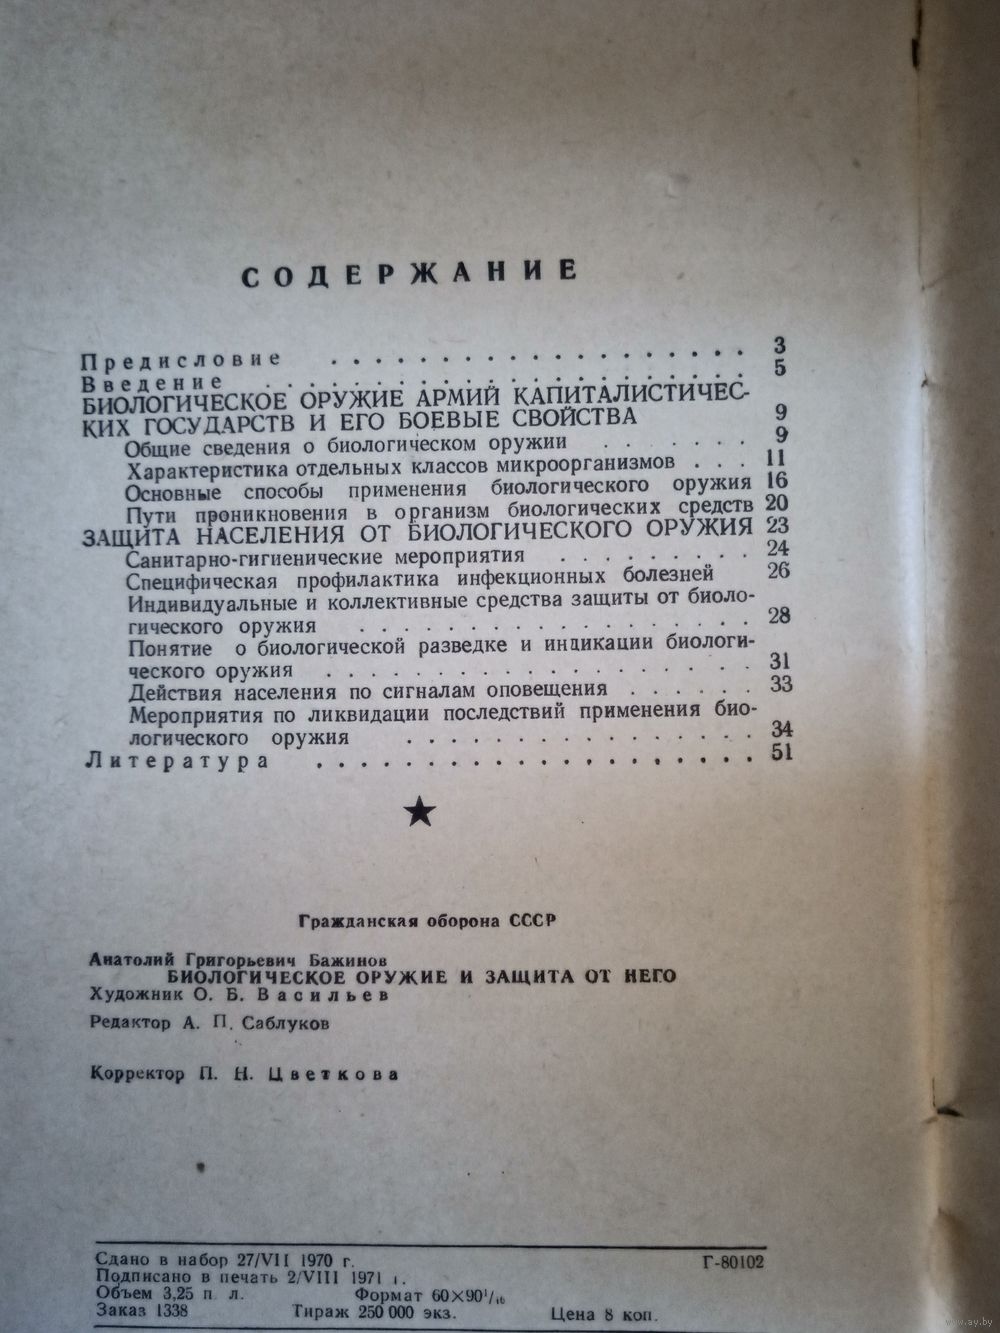 СОДЕРЖАНИЕ
Предисловие . . . . . . . . . . . . . . . . . . . . 3
Введение . . . . . . . . . . . . . . . . . . . . 5
БИОЛОГИЧЕСКОЕ ОРУЖИЕ АРМИЙ КАПИТАЛИСТИЧЕС-
КИХ ГОСУДАРСТВ И ЕГО БОЕВЫЕ СВОЙСТВА 9
Общие сведения о биологическом оружии . . . . . . . 9
Характеристика отдельных классов микроорганизмов . . . 11
Основные способы применения биологического оружия 16
Пути проникновения в организм биологических средств 20
ЗАЩИТА НАСЕЛЕНИЯ ОТ БИОЛОГИЧЕСКОГО ОРУЖИЯ 23
Санитарно-гигиенические мероприятия . . . . . . . . . 24
Специфическая профилактика инфекционных болезней 26
Индивидуальные и коллективные средства защиты от биоло-
гического оружия . . . . . . . . . . . . . . . . . . 28
Понятие о биологической разведке и индикации биологи-
ческого оружия . . . . . . . . . . . . . . . . . . . 31
Действия населения по сигналам оповещения . . . . . . 33
Мероприятия по ликвидации последствий применения био-
логического оружия . . . . . . . . . . . . . . . . 34
Литература . . . . . . . . . . . . . . . . . . . . 51
★
Гражданская оборона СССР
Анатолий Григорьевич Бажинов
БИОЛОГИЧЕСКОЕ ОРУЖИЕ И ЗАЩИТА ОТ НЕГО
Художник О. Б. Васильев
Редактор А. П. Саблуков
Корректор П. Н. Цветкова
Сдано в набор 27/VII 1970 г. Г-80102
Подписано в печать 2/VIII 1971 г.
Объем 3,25 п л. Формат 60×90¹/₁₆
Заказ 1338 Тираж 250 000 экз. Цена 8 коп.
www.ay.by